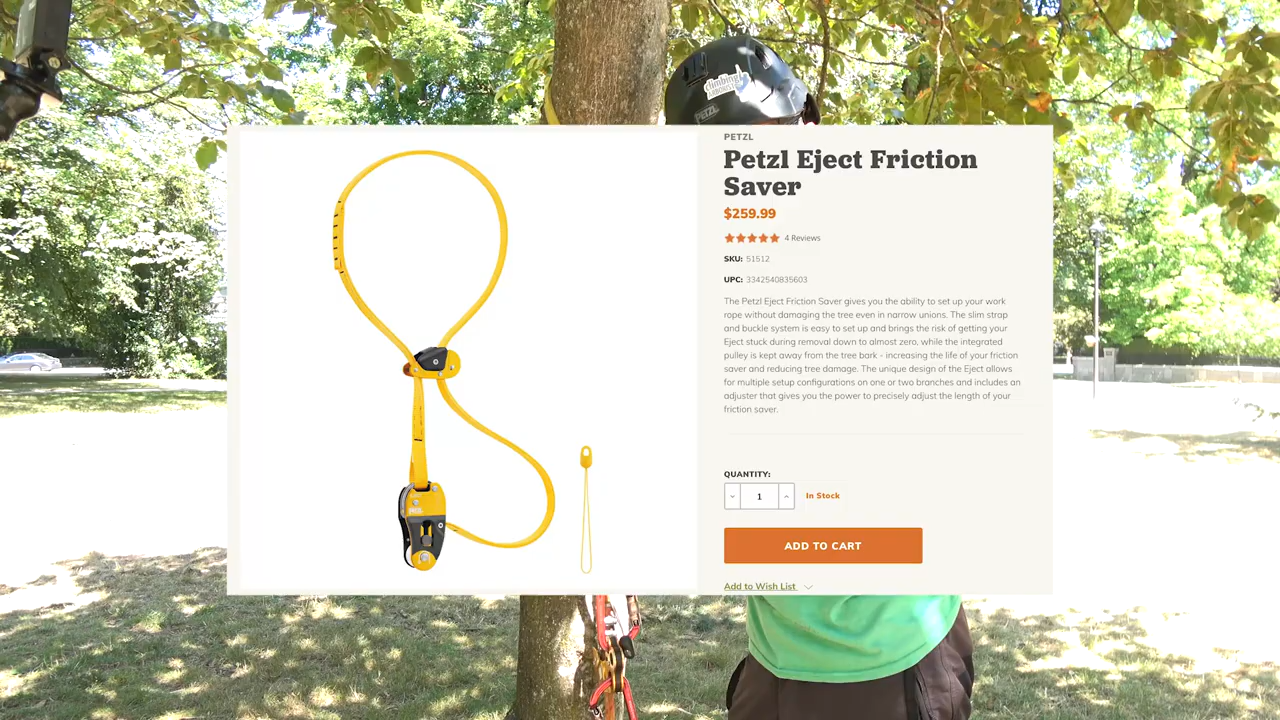 climbing
ARBORIST
PETZL
PETZL
Petzl Eject Friction
Saver
$259.99
4 Reviews
SKU: 51512
UPC: 3342540835603
The Petzl Eject Friction Saver gives you the ability to set up your work
rope without damaging the tree even in narrow unions. The slim strap
and buckle system is easy to set up and brings the risk of getting your
Eject stuck during removal down to almost zero, while the integrated
pulley is kept away from the tree bark - increasing the life of your friction
saver and reducing tree damage. The unique design of the Eject allows
for multiple setup configurations on one or two branches and includes an
adjuster that gives you the power to precisely adjust the length of your
friction saver.
QUANTITY:
1
In Stock
ADD TO CART
Add to Wish List
PETZL